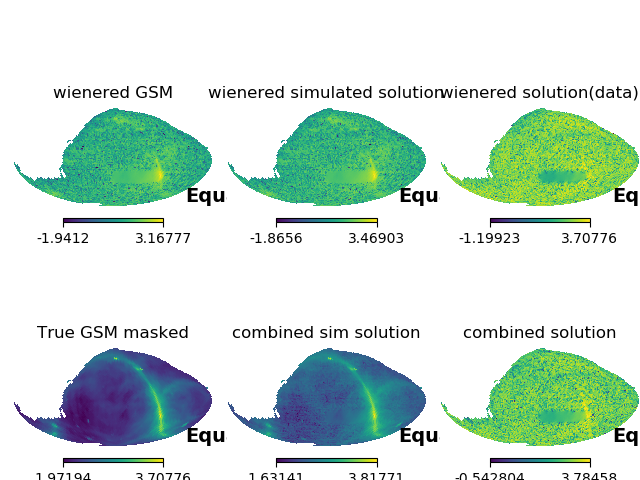 wienered GSM
wienered simulated solution
wienered solution(data)
Equ
Equ
Eq
-1.9412 3.16777
-1.8656 3.46903
-1.19923 3.70776
True GSM masked
combined sim solution
combined solution
Equ
Equ
Eq
1.97194 3.70776
1.63141 3.81771
-0.542804 3.78458